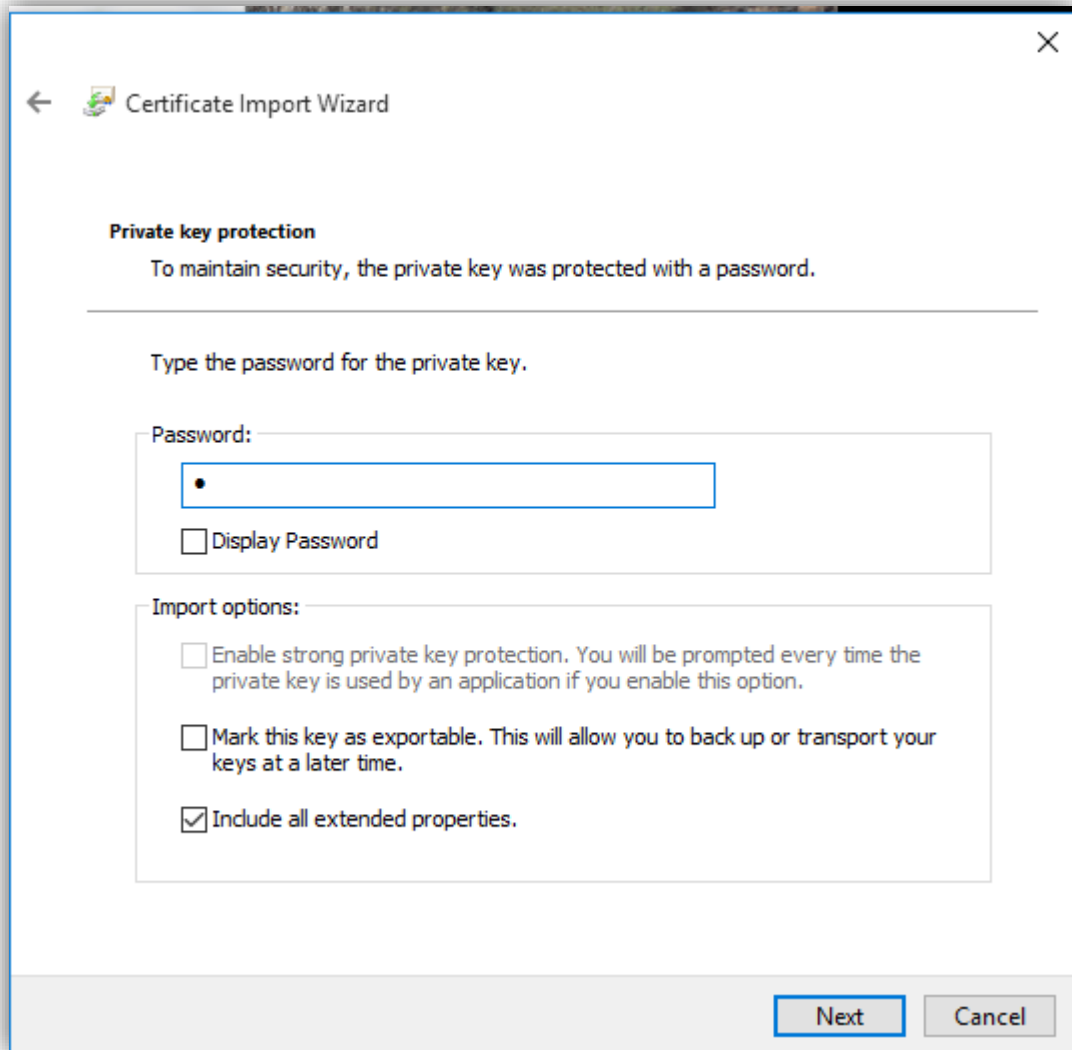 Certificate Import Wizard
Private key protection
To maintain security, the private key was protected with a password.
Type the password for the private key.
Password:
●
Display Password
Import options:
Enable strong private key protection. You will be prompted every time the
private key is used by an application if you enable this option.
Mark this key as exportable. This will allow you to back up or transport your
keys at a later time.
Include all extended properties.
Next Cancel